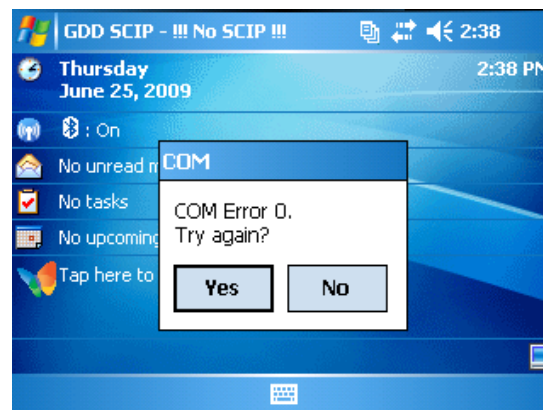 GDD SCIP - !!! No SCIP !!! 2:38
Thursday 2:38 PM
June 25, 2009
: On
No unread m
COM
No tasks
COM Error 0.
Try again?
No upcoming
Tap here to
Yes No